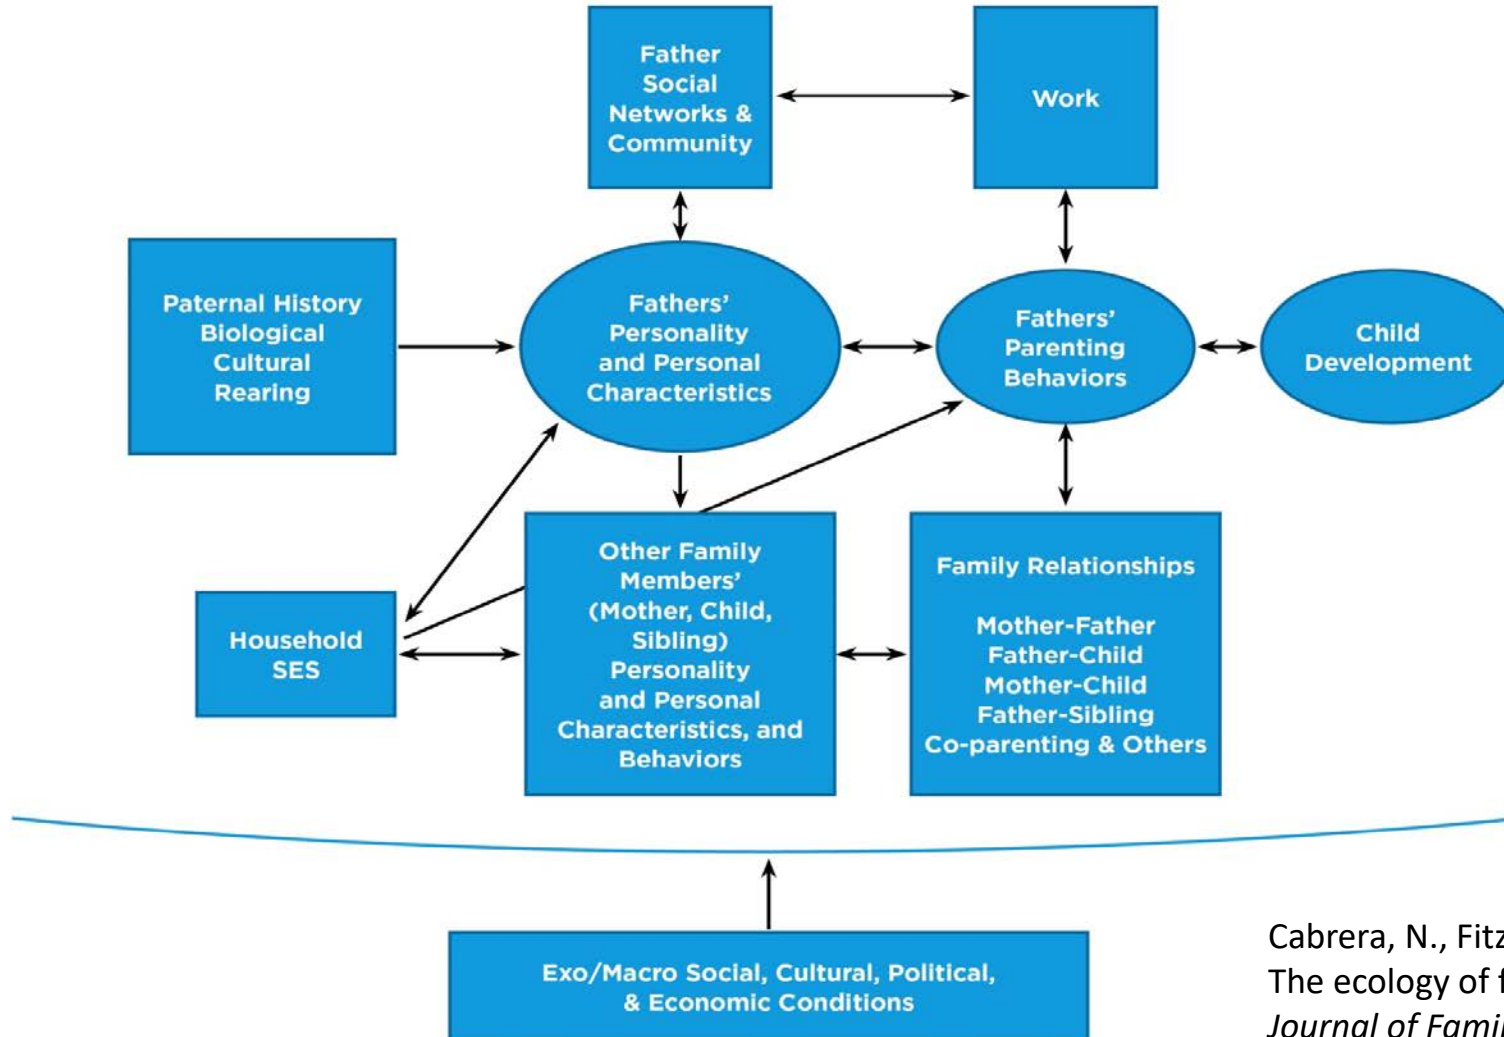 Father
Social
Networks &
Community
Work
Paternal History
Biological
Cultural
Rearing
Fathers'
Personality
and Personal
Characteristics
Fathers'
Parenting
Behaviors
Child
Development
Household
SES
Other Family
Members'
(Mother, Child,
Sibling)
Personality
and Personal
Characteristics, and
Behaviors
Family Relationships
Mother-Father
Father-Child
Mother-Child
Father-Sibling
Co-parenting & Others
Exo/Macro Social, Cultural, Political,
& Economic Conditions
Cabrera, N., Fitz
The ecology of f
Journal of Famil